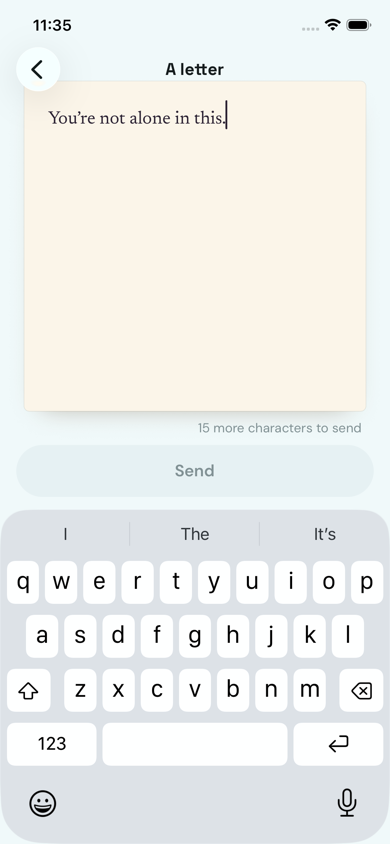 11:35
A letter
You’re not alone in this.
15 more characters to send
Send
I The It’s
q w e r t y u i o p
a s d f g h j k l
z x c v b n m
123